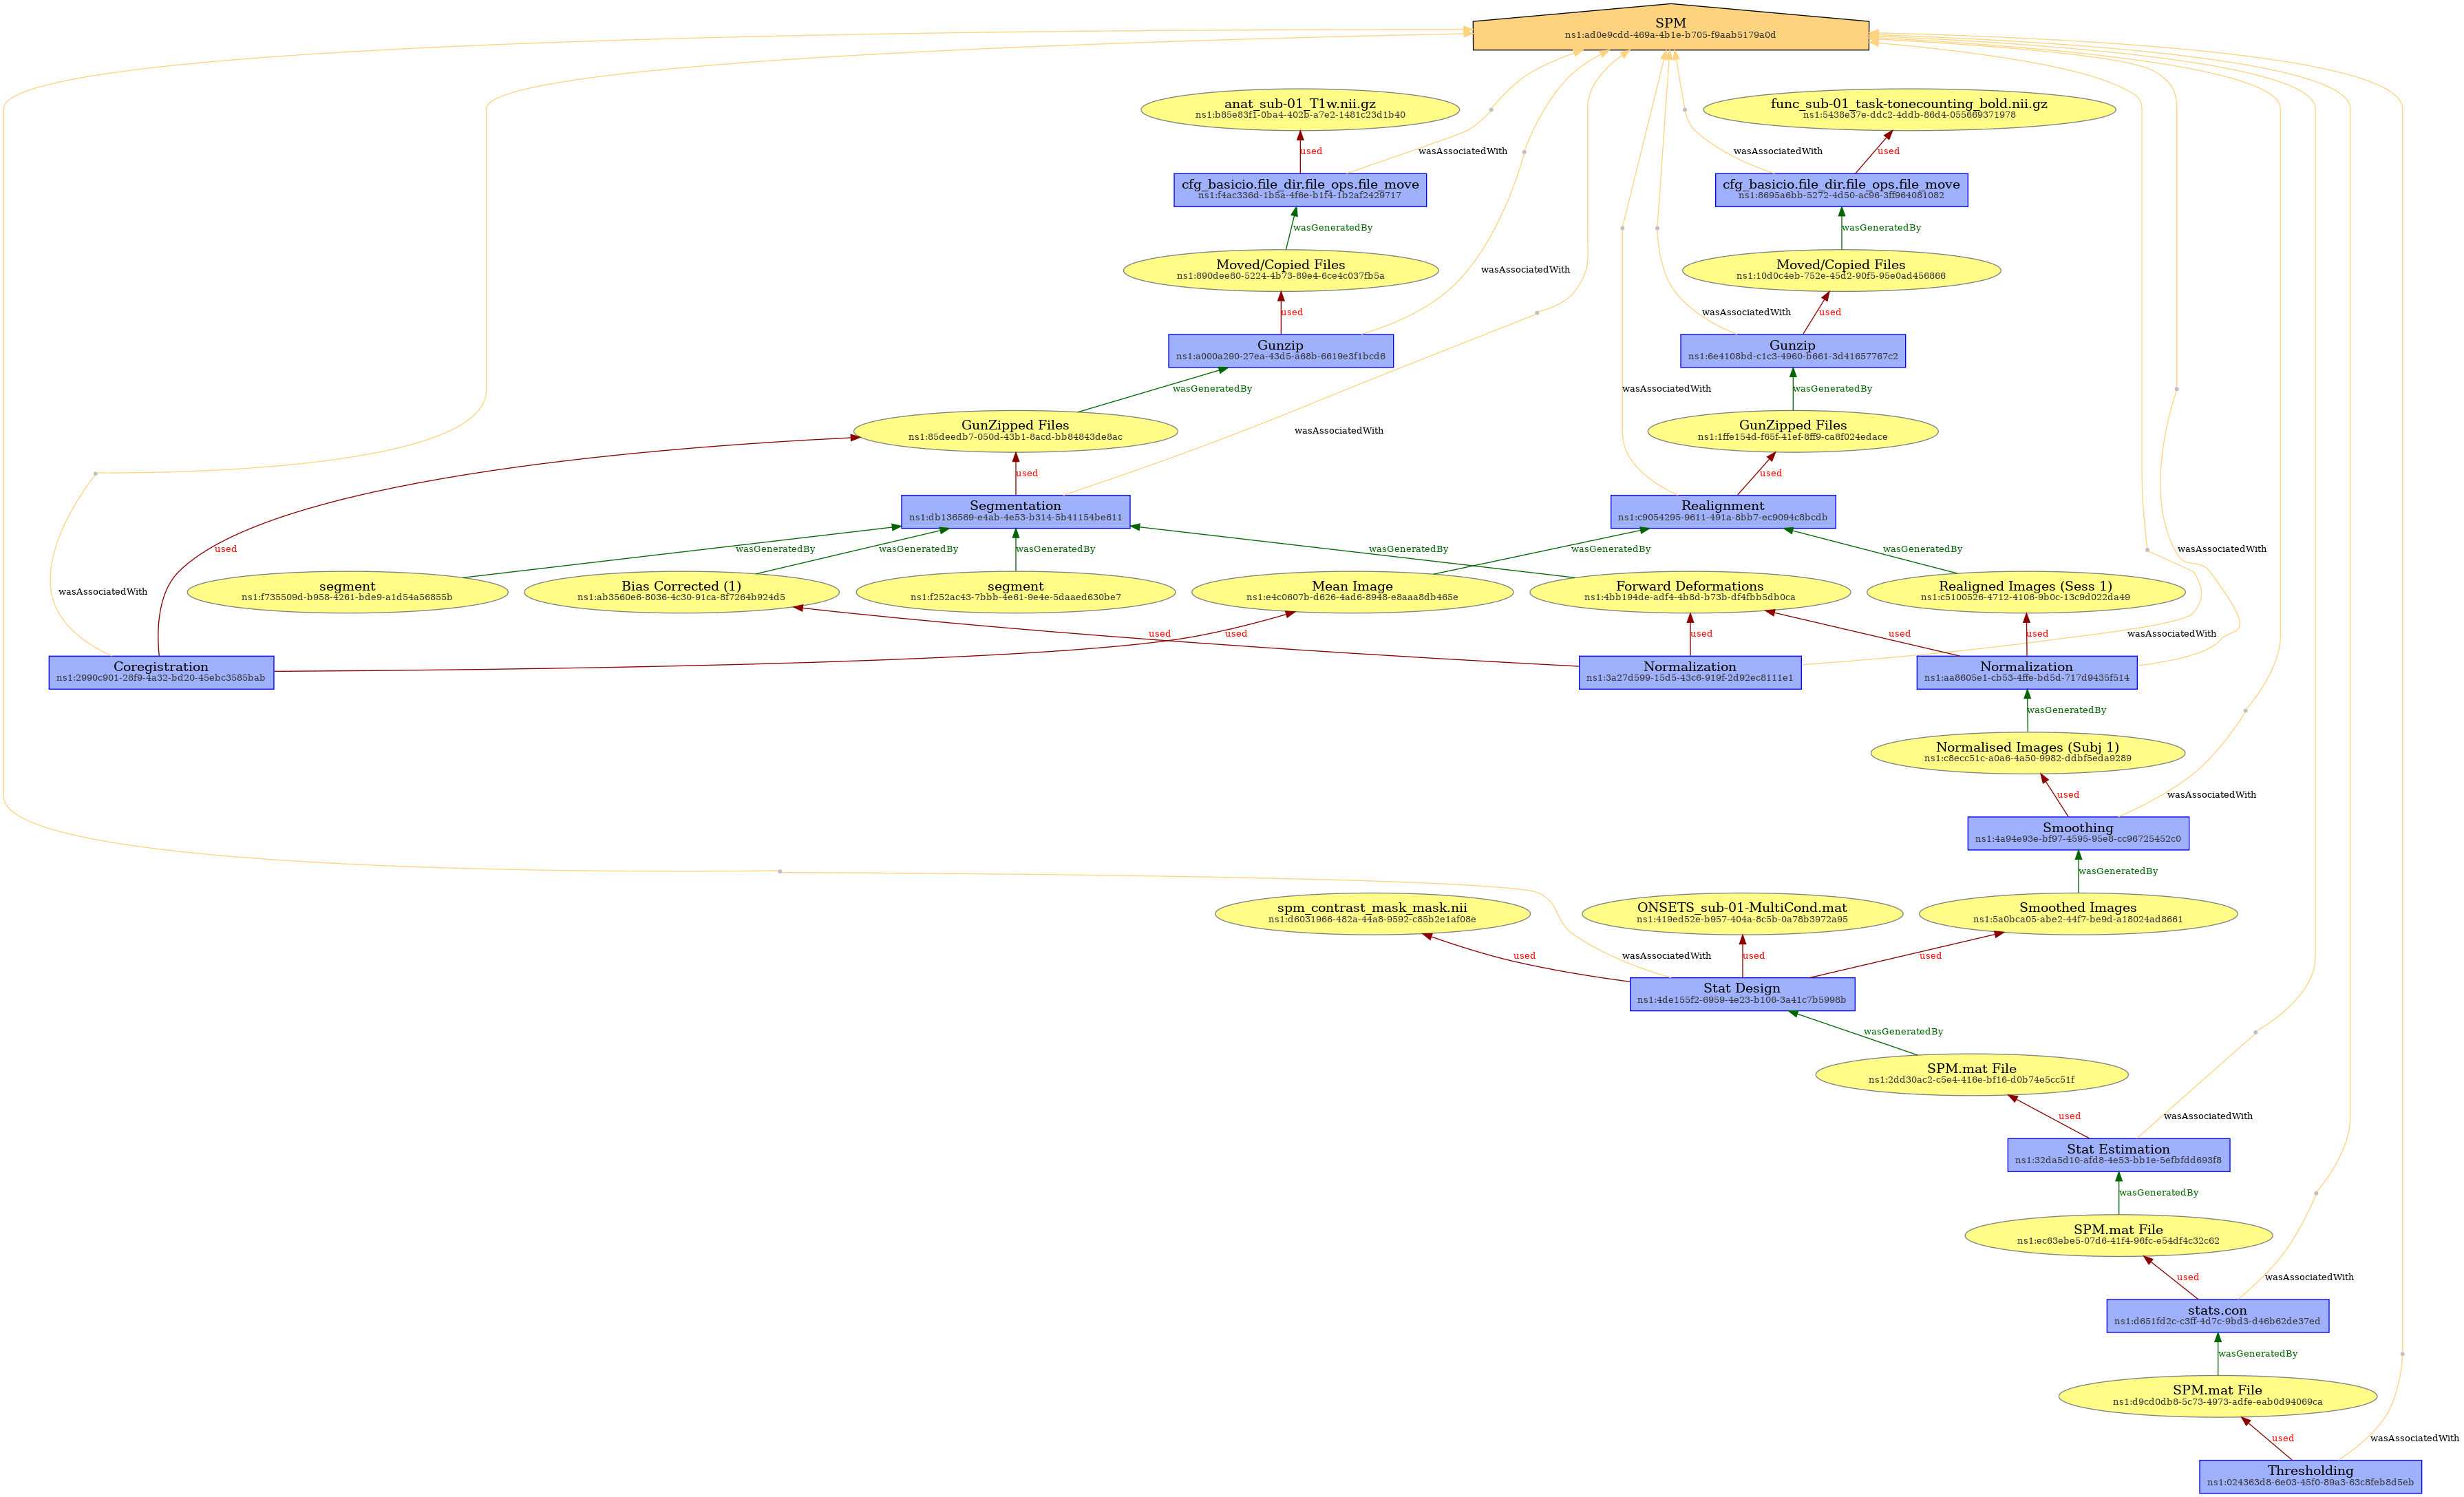 SPM
ns1:ad0e9cdd-469a-4b1e-b705-f9aab5179a0d
anat_sub-01_T1w.nii.gz
ns1:b85e83f1-0ba4-402b-a7e2-1481c23d1b40
func_sub-01_task-tonecounting_bold.nii.gz
ns1:5438e37e-ddc2-4ddb-86d4-055669371978
used
wasAssociatedWith
wasAssociatedWith
used
cfg_basicio.file_dir.file_ops.file_move
ns1:f4ac336d-1b5a-4f6e-b1f4-1b2af2429717
cfg_basicio.file_dir.file_ops.file_move
ns1:8695a6bb-5272-4d50-ac96-3ff964081082
wasGeneratedBy
wasGeneratedBy
Moved/Copied Files
ns1:890dee80-5224-4b73-89e4-6ce4c037fb5a
wasAssociatedWith
Moved/Copied Files
ns1:10d0c4eb-752e-45d2-90f5-95e0ad456866
used
wasAssociatedWith
used
Gunzip
ns1:a000a290-27ea-43d5-a68b-6619e3f1bcd6
Gunzip
ns1:6e4108bd-c1c3-4960-b661-3d41657767c2
wasGeneratedBy
wasAssociatedWith
wasGeneratedBy
GunZipped Files
ns1:85deedb7-050d-43b1-8acd-bb84843de8ac
wasAssociatedWith
GunZipped Files
ns1:1ffe154d-f65f-41ef-8ff9-ca8f024edace
used
used
Segmentation
ns1:db136569-e4ab-4e53-b314-5b41154be611
Realignment
ns1:c9054295-9611-491a-8bb7-ec9094c8bcdb
used
wasGeneratedBy
wasGeneratedBy
wasGeneratedBy
wasGeneratedBy
wasGeneratedBy
wasGeneratedBy
wasAssociatedWith
wasAssociatedWith
segment
ns1:f735509d-b958-4261-bde9-a1d54a56855b
Bias Corrected (1)
ns1:ab3560e6-8036-4c30-91ca-8f7264b924d5
segment
ns1:f252ac43-7bbb-4e61-9e4e-5daaed630be7
Mean Image
ns1:e4c0607b-d626-4ad6-8948-e8aaa8db465e
Forward Deformations
ns1:4bb194de-adf4-4b8d-b73b-df4fbb5db0ca
Realigned Images (Sess 1)
ns1:c5100526-4712-4106-9b0c-13c9d022da49
used
used
used
used
used
wasAssociatedWith
Coregistration
ns1:2990c901-28f9-4a32-bd20-45ebc3585bab
Normalization
ns1:3a27d599-15d5-43c6-919f-2d92ec8111e1
Normalization
ns1:aa8605e1-cb53-4ffe-bd5d-717d9435f514
wasGeneratedBy
Normalised Images (Subj 1)
ns1:c8ecc51c-a0a6-4a50-9982-ddbf5eda9289
used
wasAssociatedWith
Smoothing
ns1:4a94e93e-bf97-4595-95e8-cc96725452c0
wasGeneratedBy
spm_contrast_mask_mask.nii
ns1:d6031966-482a-44a8-9592-c85b2e1af08e
ONSETS_sub-01-MultiCond.mat
ns1:419ed52e-b957-404a-8c5b-0a78b3972a95
Smoothed Images
ns1:5a0bca05-abe2-44f7-be9d-a18024ad8661
used
wasAssociatedWith
used
used
Stat Design
ns1:4de155f2-6959-4e23-b106-3a41c7b5998b
wasGeneratedBy
SPM.mat File
ns1:2dd30ac2-c5e4-416e-bf16-d0b74e5cc51f
used
wasAssociatedWith
Stat Estimation
ns1:32da5d10-afd8-4e53-bb1e-5efbfdd693f8
wasGeneratedBy
SPM.mat File
ns1:ec63ebe5-07d6-41f4-96fc-e54df4c32c62
used
wasAssociatedWith
stats.con
ns1:d651fd2c-c3ff-4d7c-9bd3-d46b62de37ed
wasGeneratedBy
SPM.mat File
ns1:d9cd0db8-5c73-4973-adfe-eab0d94069ca
used
wasAssociatedWith
Thresholding
ns1:024363d8-6e03-45f0-89a3-63c8feb8d5eb